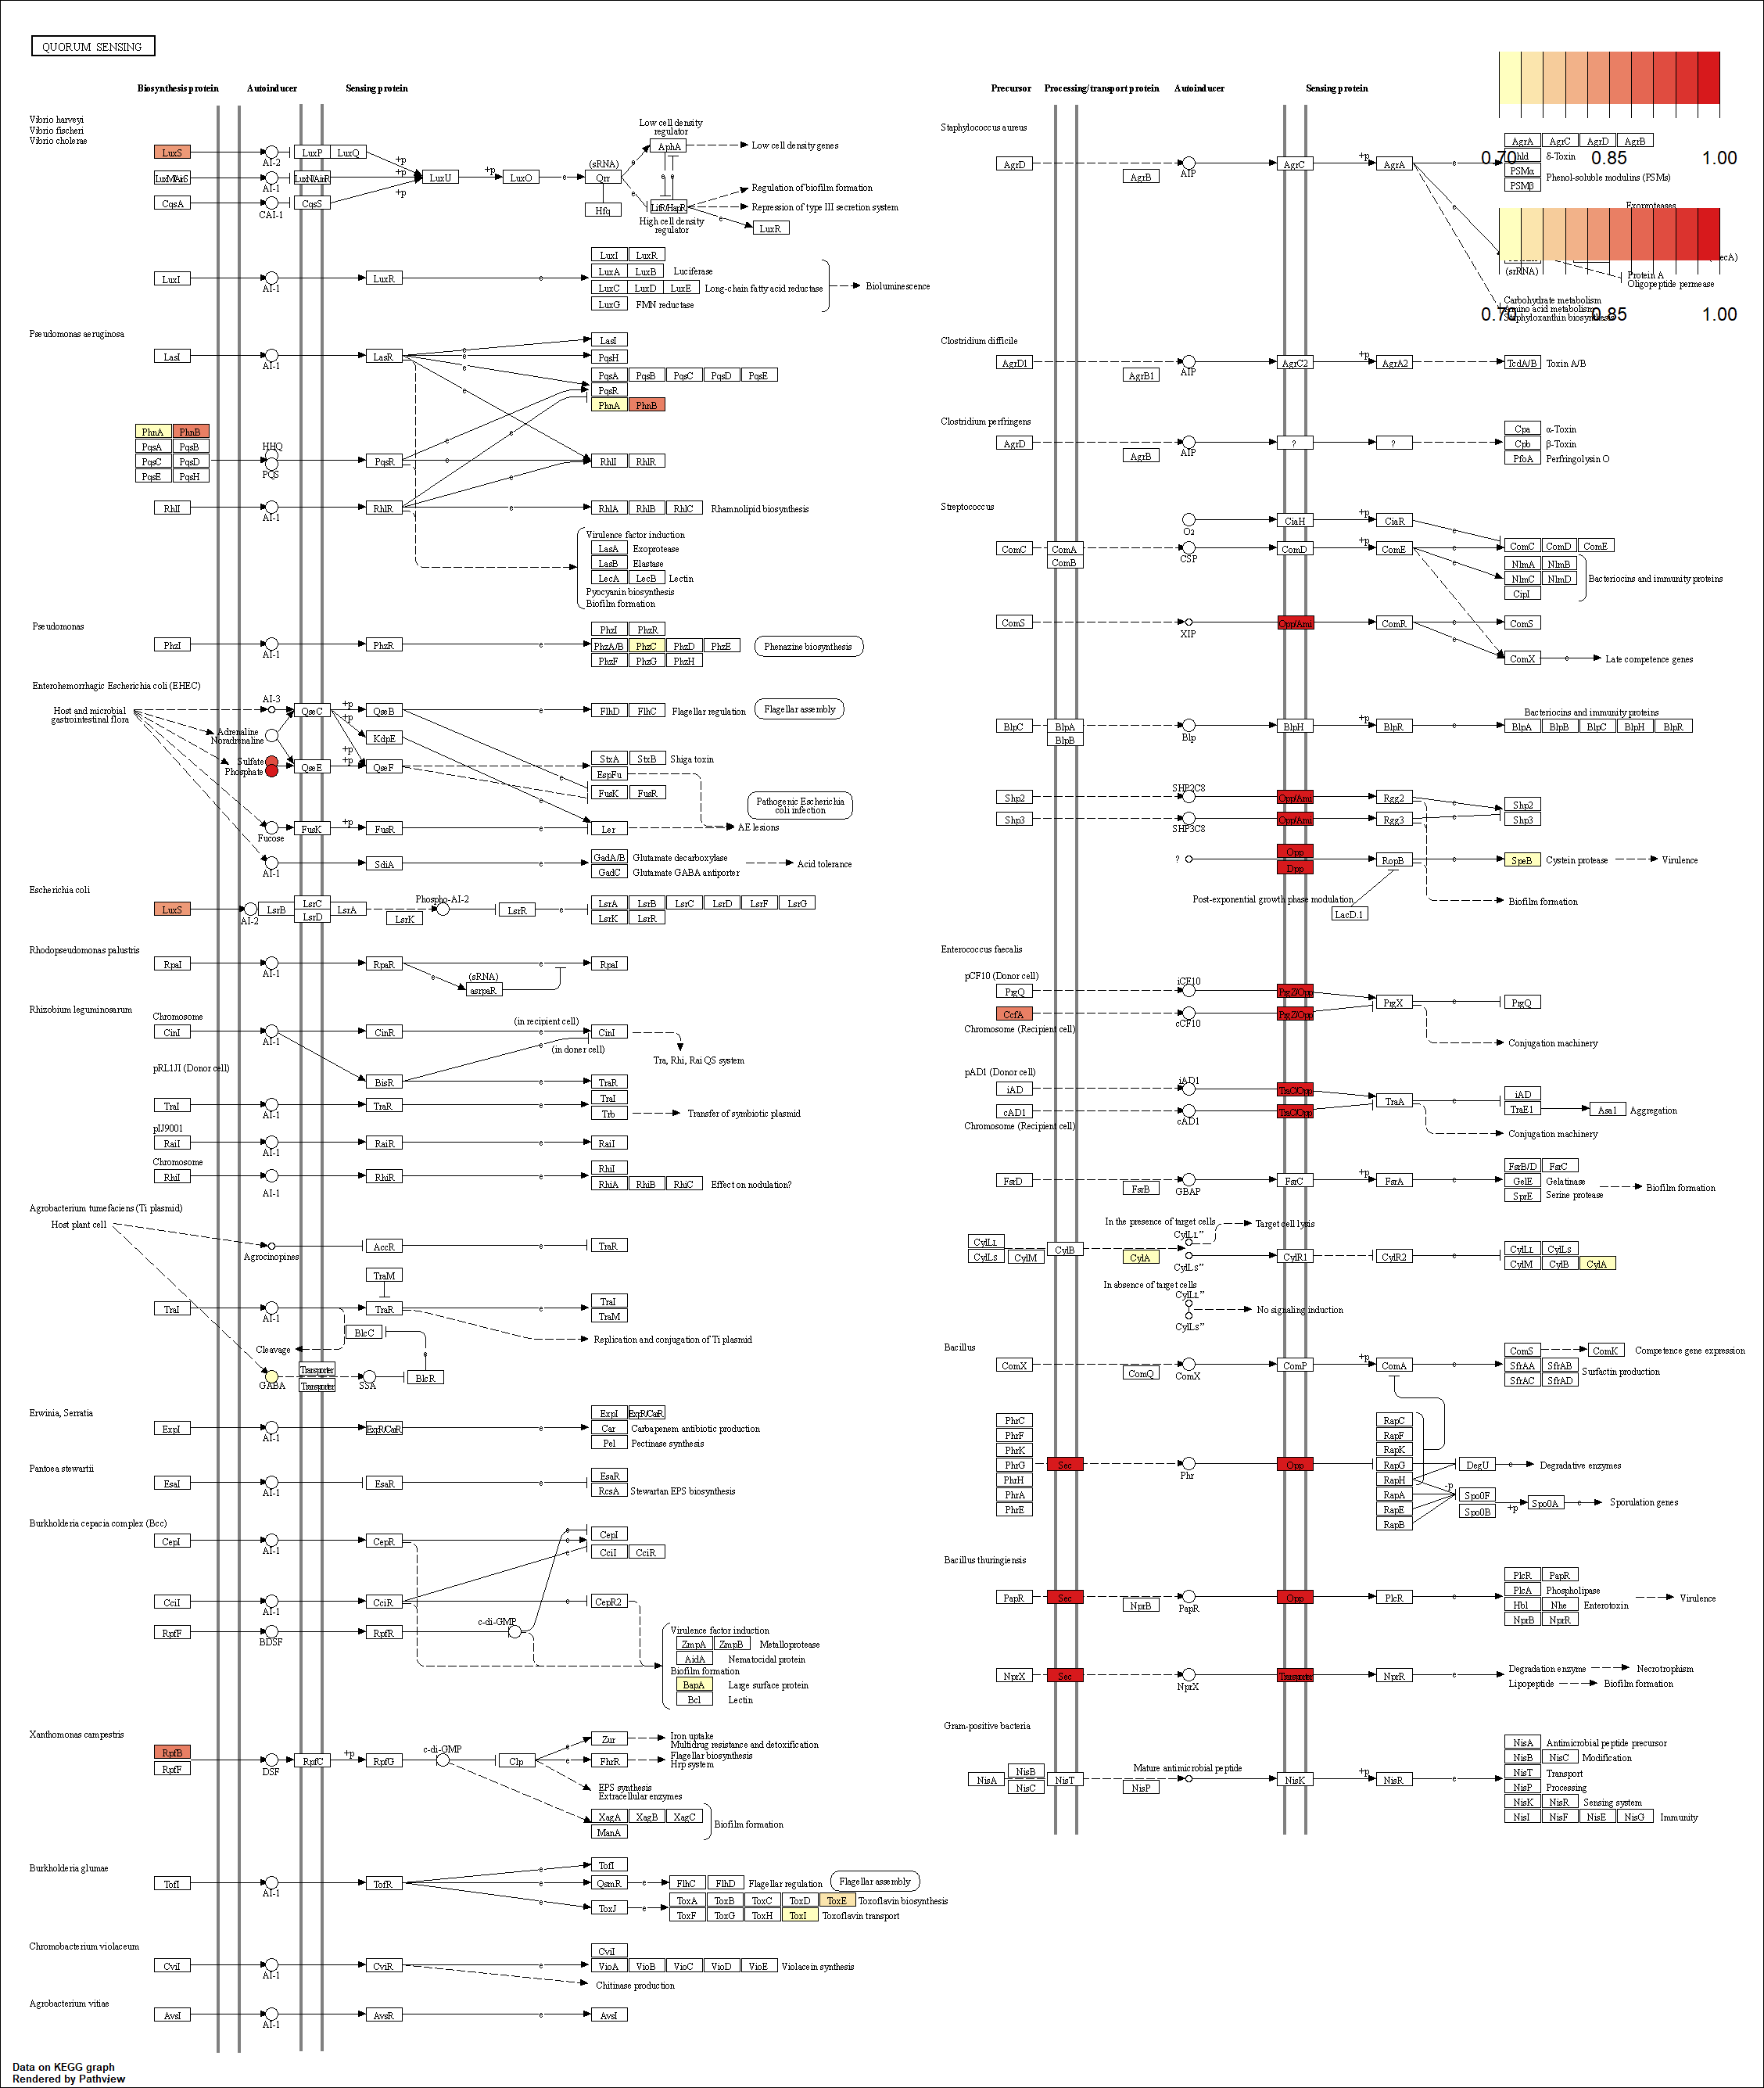 QUORUM SENSING
Biosynthesis protein Autoinducer Sensing protein
Vibrio harveyi
Vibrio fischeri
Vibrio cholerae
LuxS AI-2 LuxP LuxQ +p
AI-1 +p LuxU +p LuxO e (sRNA) Qrr
CqsA CAI-1 CqsS +p
Hfq
Low cell density
regulator
AphA Low cell density genes
e e e e
High cell density
regulator
Regulation of biofilm formation
Repression of type III secretion system
e LuxR
LuxI AI-1 LuxR e
LuxI LuxR
LuxA LuxB Luciferase
LuxC LuxD LuxE Long-chain fatty acid reductase
LuxG FMN reductase
Bioluminescence
Pseudomonas aeruginosa
LasI AI-1 LasR e e e
LasI
PqsH
PqsA PqsB PqsC PqsD PqsE
PqsR
PhnA PhnB
PhnA PhnB
PqsA PqsB
PqsC PqsD
PqsE PqsH
HHQ
PQS
PqsR e e e RhlI RhlR
RhlI AI-1 RhlR e e RhlA RhlB RhlC Rhamnolipid biosynthesis
Virulence factor induction
LasA Exoprotease
LasB Elastase
LecA LecB Lectin
Pyocyanin biosynthesis
Biofilm formation
Pseudomonas
PhzI AI-1 PhzR e
PhzI PhzR
PhzA/B PhzC PhzD PhzE
PhzF PhzG PhzH
Phenazine biosynthesis
Enterohemorrhagic Escherichia coli (EHEC)
Host and microbial
gastrointestinal flora
AI-3 QseC +p QseB e FlhD FlhC Flagellar regulation Flagellar assembly
Adrenaline
Noradrenaline
+p KdpE
Sulfate
Phosphate
QseE +p +p QseF
StxA StxB Shiga toxin
EspFu
FusK FusR
e e
Pathogenic Escherichia
coli infection
Fucose FusK +p FusR e Ler AE lesions
AI-1 SdiA e
GadA/B Glutamate decarboxylase
GadC Glutamate GABA antiporter
Acid tolerance
Escherichia coli
LuxS AI-2 LsrB LsrC LsrD LsrA LsrK Phospho-AI-2 LsrR e
LsrA LsrB LsrC LsrD LsrF LsrG
LsrK LsrR
Rhodopseudomonas palustris
RpaI AI-1 RpaR e RpaI
e (sRNA) asrpaR
Rhizobium leguminosarum
Chromosome
CinI AI-1 CinR e (in recipient cell) CinI
e (in doner cell)
Tra, Rhi, Rai QS system
pRL1JI (Donor cell)
BisR e TraR
TraI AI-1 TraR e TraI
Trb Transfer of symbiotic plasmid
pIJ9001
RaiI AI-1 RaiR e RaiI
Chromosome
RhiI AI-1 RhiR e RhiI
RhiA RhiB RhiC Effect on nodulation?
Agrobacterium tumefaciens (Ti plasmid)
Host plant cell
Agrocinopines AccR e TraR
TraM
TraI AI-1 TraR e TraI
TraM
BlcC
Replication and conjugation of Ti plasmid
Cleavage e
GABA Transporter
Transporter
SSA BlcR
Erwinia, Serratia
ExpI AI-1 ExpR/CarR e
ExpI ExpR/CarR
Car Carbapenem antibiotic production
Pel Pectinase synthesis
Pantoea stewartii
EsaI AI-1 EsaR e
EsaR
RcsA Stewartan EPS biosynthesis
Burkholderia cepacia complex (Bcc)
CepI AI-1 CepR e e e
CepI
CciI CciR
CciI AI-1 CciR e CepR2
RpfF BDSF RpfR c-di-GMP
Virulence factor induction
ZmpA ZmpB Metalloprotease
AidA Nematocidal protein
Biofilm formation
BapA Large surface protein
Bcl Lectin
Xanthomonas campestris
RpfB
RpfF
DSF RpfC +p RpfG c-di-GMP Clp e e
Zur Iron uptake
Multidrug resistance and detoxification
FhrR Flagellar biosynthesis
Hrp system
EPS synthesis
Extracellular enzymes
XagA XagB XagC
ManA
Biofilm formation
Burkholderia glumae
TofI AI-1 TofR e e e
TofI
QsmR e FlhC FlhD Flagellar regulation Flagellar assembly
ToxJ e ToxA ToxB ToxC ToxD ToxE Toxoflavin biosynthesis
ToxF ToxG ToxH ToxI Toxoflavin transport
Chromobacterium violaceum
CviI AI-1 CviR e
CviI
VioA VioB VioC VioD VioE Violacein synthesis
Chitinase production
Agrobacterium vitiae
AvsI AI-1 AvsR e AvsI
Data on KEGG graph
Rendered by Pathview
Precursor Processing/transport protein Autoinducer Sensing protein
Staphylococcus aureus
AgrD AgrB AIP AgrC +p AgrA e
AgrA AgrC AgrD AgrB
δ-Toxin
PSMα
PSMβ
Phenol-soluble modulins (PSMs)
0.70 0.85 1.00
Exoproteases
e
(srRNA)
Protein A
Oligopeptide permease
Carbohydrate metabolism
Amino acid metabolism
Staphyloxanthin biosynthesis
0.70 0.85 1.00
Clostridium difficile
AgrD1 AgrB1 AIP AgrC2 +p AgrA2 TcdA/B Toxin A/B
Clostridium perfringens
AgrD AgrB AIP ? +p ?
Cpa α-Toxin
Cpb β-Toxin
PfoA Perfringolysin O
Streptococcus
O2 CiaH +p CiaR e
ComC ComA
ComB
CSP ComD +p ComE e e
ComC ComD ComE
NlmA NlmB
NlmC NlmD
CipI
Bacteriocins and immunity proteins
ComS XIP Opp/Ami ComR e e ComS
ComX e Late competence genes
Bacteriocins and immunity proteins
BlpC BlpA
BlpB
Blp BlpH +p BlpR e BlpA BlpB BlpC BlpH BlpR
Shp2 SHP2C8 Opp/Ami Rgg2 e Shp2
Shp3 SHP3C8 Opp/Ami Rgg3 e Shp3
? Opp
Dpp
RopB e SpeB Cystein protease Virulence
Post-exponential growth phase modulation
LacD.1
Biofilm formation
Enterococcus faecalis
pCF10 (Donor cell)
PrgQ iCF10 PrgZ/Opp PrgX e PrgQ
CcfA cCF10 PrgZ/Opp
Chromosome (Recipient cell)
Conjugation machinery
pAD1 (Donor cell)
iAD iAD1 TraC/Opp TraA e iAD
cAD1 cAD1 TraC/Opp TraE1 Asa1 Aggregation
Chromosome (Recipient cell)
Conjugation machinery
FsrD FsrB GBAP FsrC +p FsrA e
FsrB/D FsrC
GelE Gelatinase
SprE Serine protease
Biofilm formation
In the presence of target cells
CylLL" Target cell lysis
CylLL
CylLS CylM CylB CylA CylLS" CylR1 CylR2 e
CylLL CylLS
CylM CylB CylA
In absence of target cells
CylLL"
No signaling induction
CylLS"
Bacillus
ComX ComQ ComX ComP +p ComA e
ComS ComK Competence gene expression
SfrAA SfrAB
SfrAC SfrAD
Surfactin production
PhrC
PhrF
PhrK
PhrG
PhrH
PhrA
PhrE
Sec Phr Opp
RapC
RapF
RapK
RapG
RapH
RapA
RapE
RapB
DegU e Degradative enzymes
-p Spo0F
Spo0B
+p Spo0A e Sporulation genes
Bacillus thuringiensis
PapR Sec NprB PapR Opp PlcR e
PlcR PapR
PlcA Phospholipase
Hbl Nhe Enterotoxin
NprB NprR
Virulence
NprX Sec NprX Transporter NprR e
Degradation enzyme Necrotrophism
Lipopeptide Biofilm formation
Gram-positive bacteria
NisA NisB
NisC
NisT NisP Mature antimicrobial peptide NisK +p NisR e
NisA Antimicrobial peptide precursor
NisB NisC Modification
NisT Transport
NisP Processing
NisK NisR Sensing system
NisI NisF NisE NisG Immunity